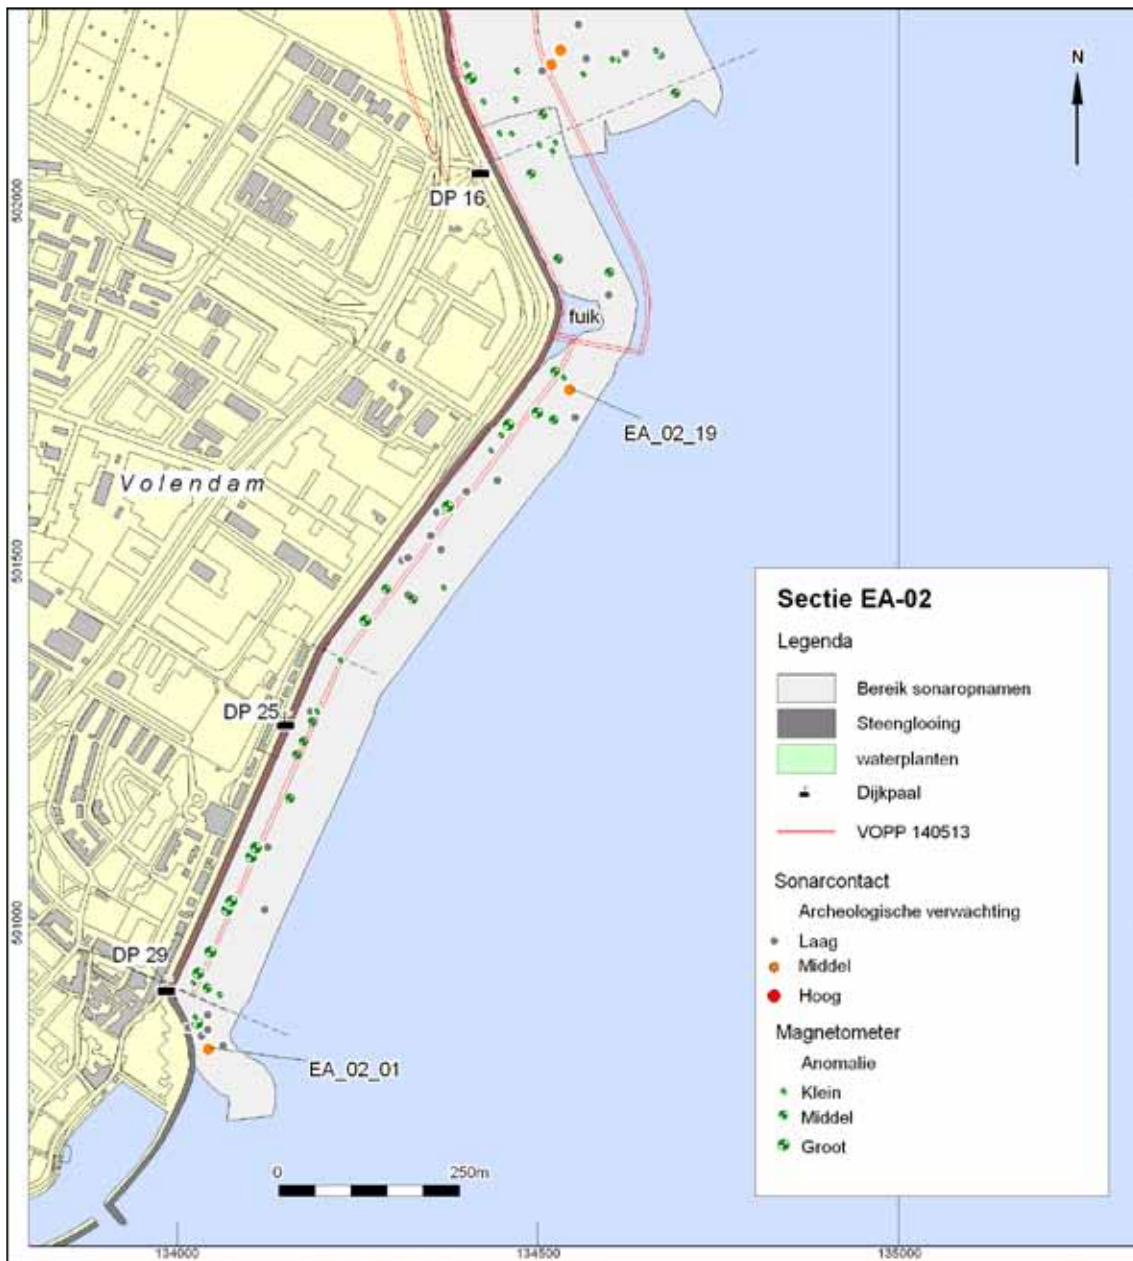 N
502000
DP 16
fuik
EA_02_19
Volendam
501500
DP 25
501000
DP 29
EA_02_01
0 250m
134000 134500 135000
Sectie EA-02
Legenda
Bereik sonaropnamen
Steenglooing
waterplanten
Dijkpaal
VOPP 140513
Sonarcontact
Archeologische verwachting
Laag
Middel
Hoog
Magnetometer
Anomalie
Klein
Middel
Groot